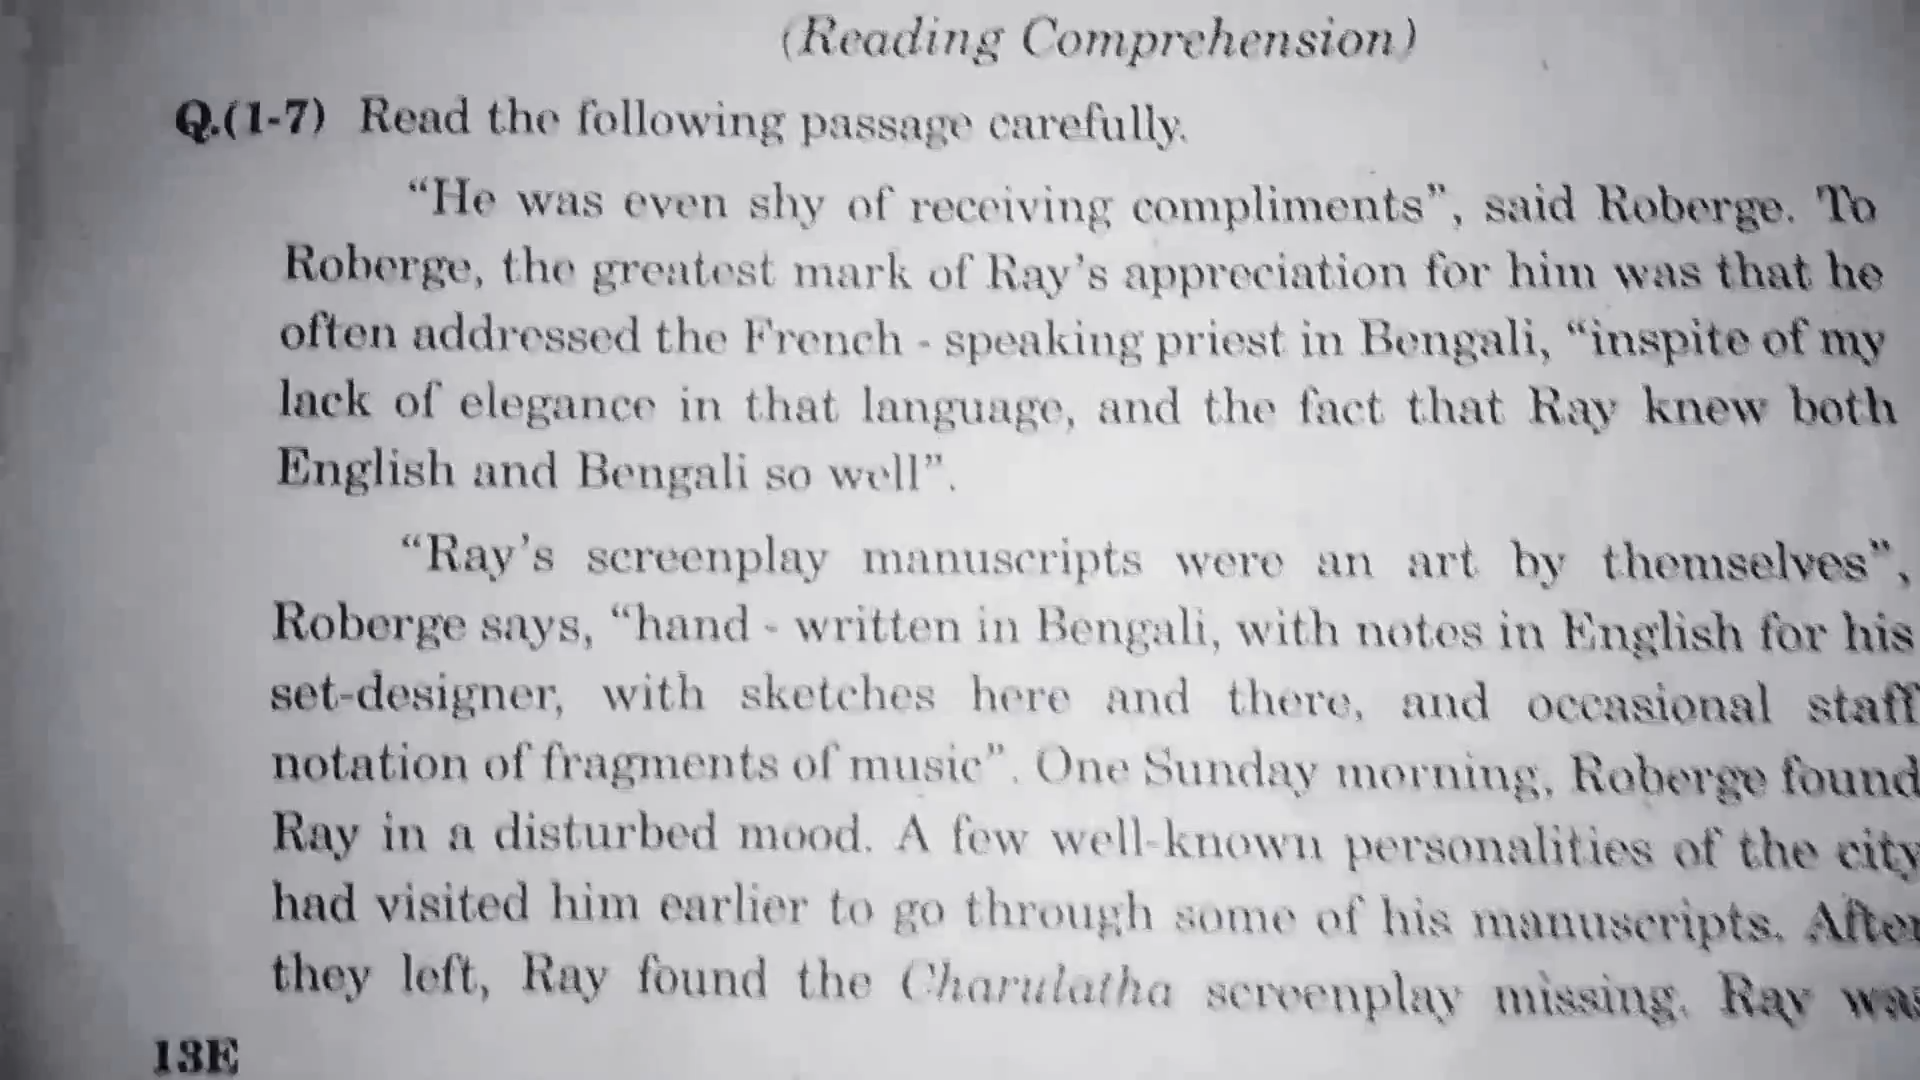 (Reading Comprehension)
Q.(1-7) Read the following passage carefully.
“He was even shy of receiving compliments”, said Roberge. To
Roberge, the greatest mark of Ray’s appreciation for him was that he
often addressed the French - speaking priest in Bengali, “inspite of my
lack of elegance in that language, and the fact that Ray knew both
English and Bengali so well”.
“Ray’s screenplay manuscripts were an art by themselves”,
Roberge says, “hand - written in Bengali, with notes in English for his
set-designer, with sketches here and there, and occasional staff
notation of fragments of music”. One Sunday morning, Roberge found
Ray in a disturbed mood. A few well-known personalities of the city
had visited him earlier to go through some of his manuscripts. After
they left, Ray found the Charulatha screenplay missing. Ray was
13E